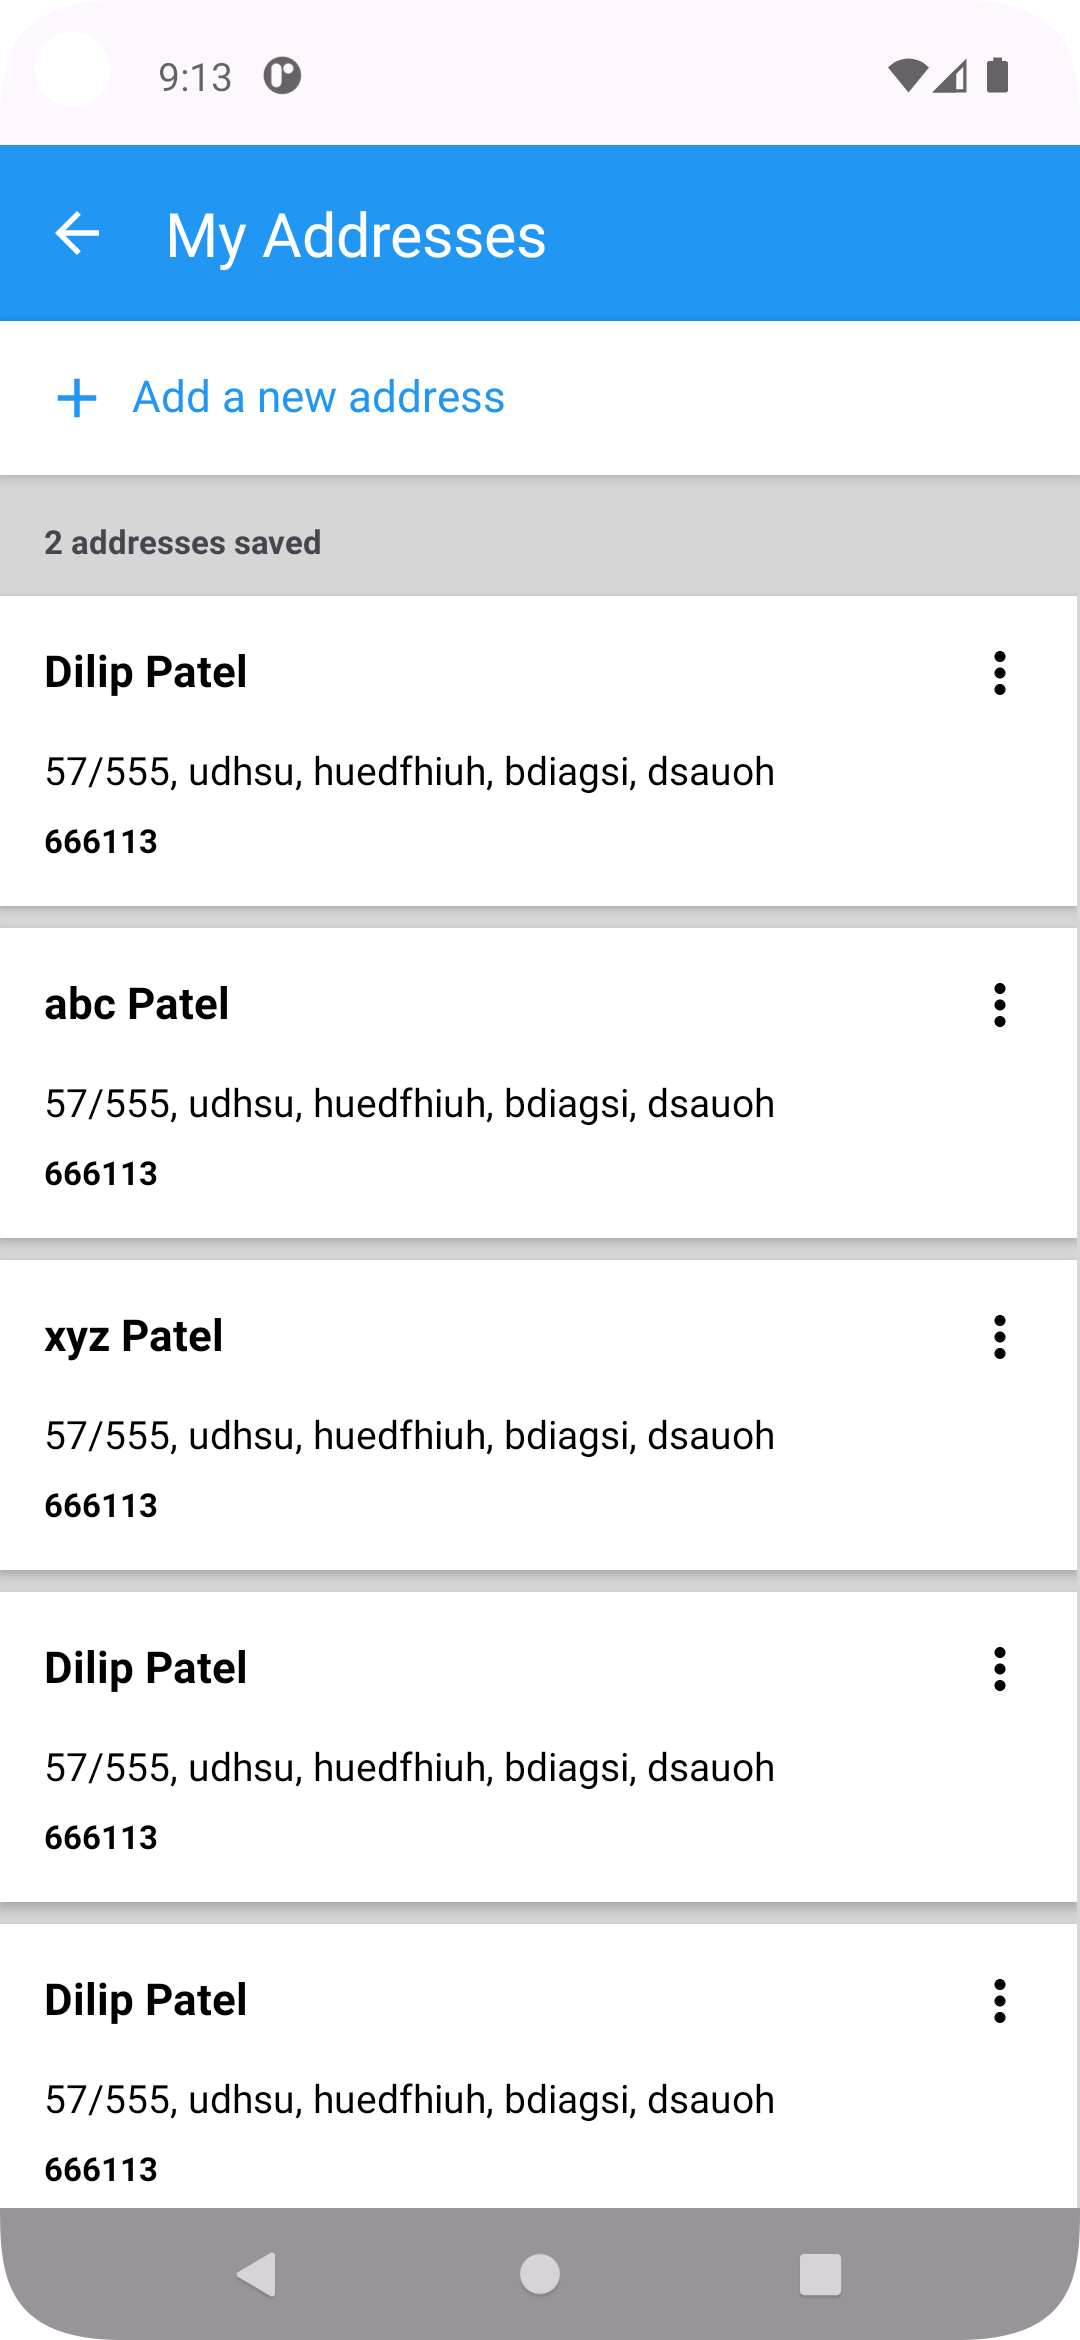 9:13
My Addresses
Add a new address
2 addresses saved
Dilip Patel
57/555, udhsu, huedfhiuh, bdiagsi, dsauoh
666113
abc Patel
57/555, udhsu, huedfhiuh, bdiagsi, dsauoh
666113
xyz Patel
57/555, udhsu, huedfhiuh, bdiagsi, dsauoh
666113
Dilip Patel
57/555, udhsu, huedfhiuh, bdiagsi, dsauoh
666113
Dilip Patel
57/555, udhsu, huedfhiuh, bdiagsi, dsauoh
666113